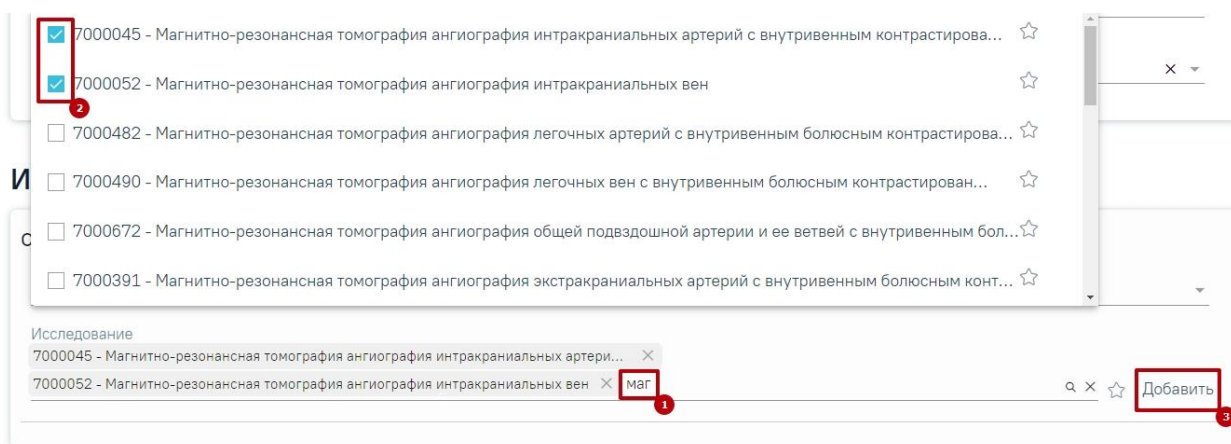 7000045 - Магнитно-резонансная томография ангиография интракраниальных артерий с внутривенным контрастирова...
7000052 - Магнитно-резонансная томография ангиография интракраниальных вен
2
7000482 - Магнитно-резонансная томография ангиография легочных артерий с внутривенным болюсным контрастирова...
И
7000490 - Магнитно-резонансная томография ангиография легочных вен с внутривенным болюсным контрастирован...
7000672 - Магнитно-резонансная томография ангиография общей подвздошной артерии и ее ветвей с внутривенным бол...
7000391 - Магнитно-резонансная томография ангиография экстракраниальных артерий с внутривенным болюсным конт...
Исследование
7000045 - Магнитно-резонансная томография ангиография интракраниальных артери...
7000052 - Магнитно-резонансная томография ангиография интракраниальных вен маг Добавить
1 3